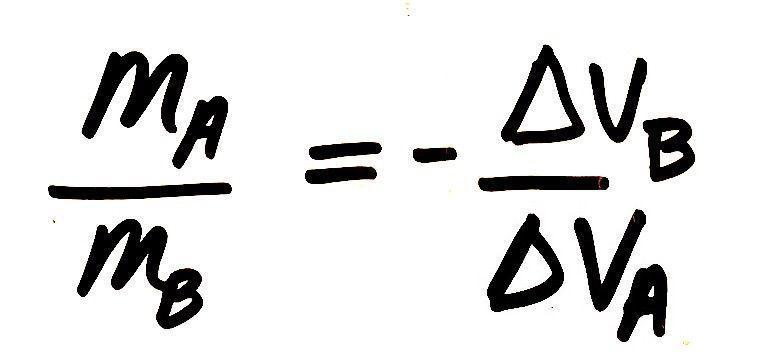 m_A / m_B = - ΔV_B / ΔV_A